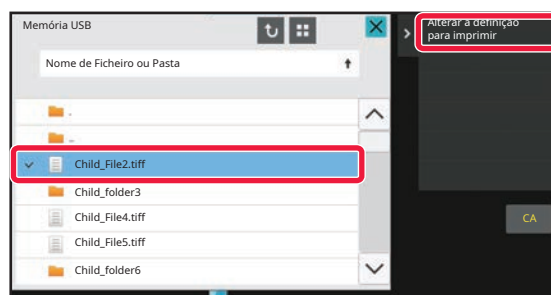 Memória USB
Alterar a definição
para imprimir
Nome de Ficheiro ou Pasta
.
..
Child_File2.tiff
Child_folder3
Child_File4.tiff
Child_File5.tiff
Child_folder6
CA